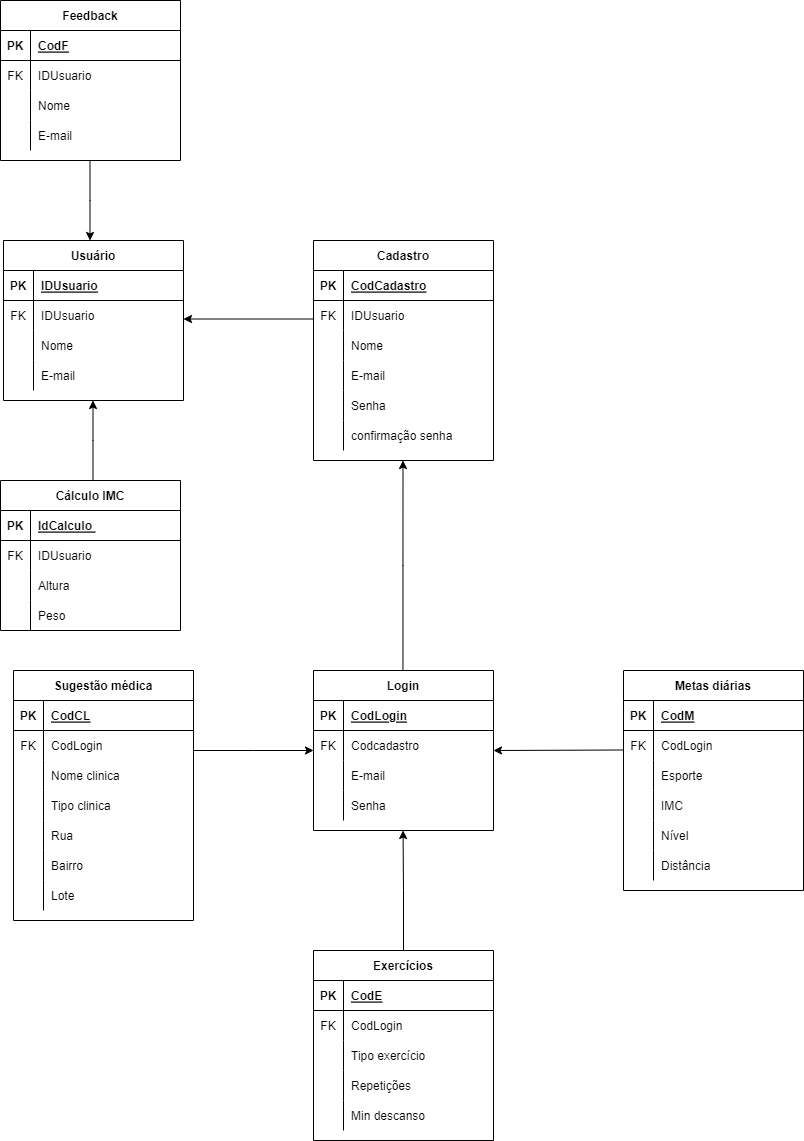 Feedback
PK CodF
FK IDUsuario
Nome
E-mail
Usuário
PK IDUsuario
FK IDUsuario
Nome
E-mail
Cadastro
PK CodCadastro
FK IDUsuario
Nome
E-mail
Senha
confirmação senha
Cálculo IMC
PK IdCalculo
FK IDUsuario
Altura
Peso
Sugestão médica
PK CodCL
FK CodLogin
Nome clinica
Tipo clinica
Rua
Bairro
Lote
Login
PK CodLogin
FK Codcadastro
E-mail
Senha
Metas diárias
PK CodM
FK CodLogin
Esporte
IMC
Nível
Distância
Exercícios
PK CodE
FK CodLogin
Tipo exercício
Repetições
Min descanso